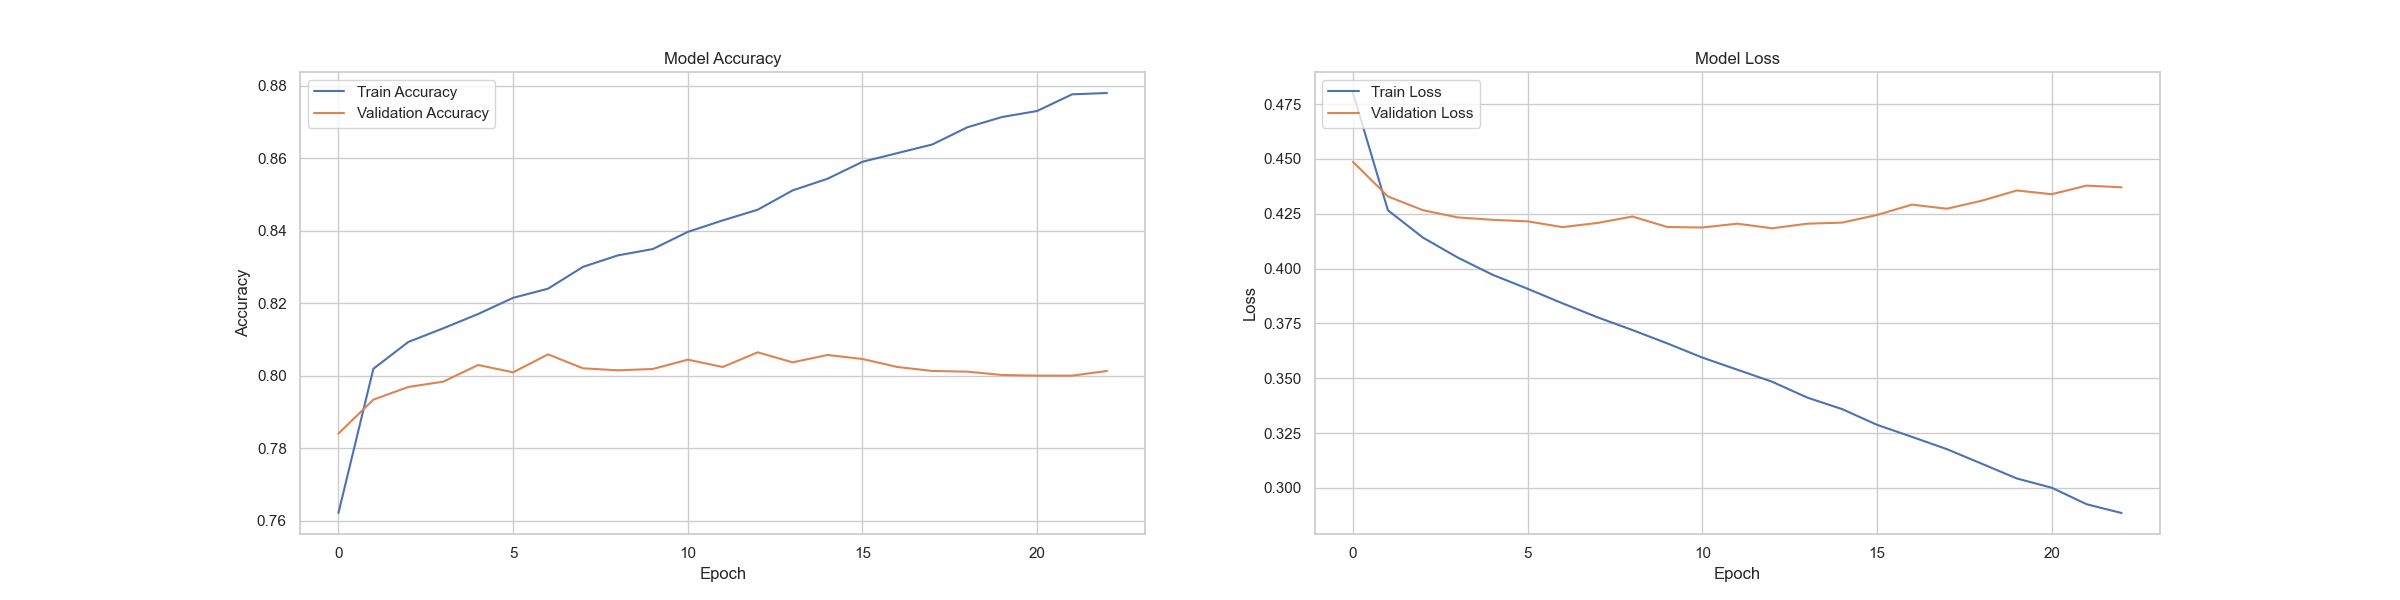 Model Accuracy
0.88
0.86
0.84
0.82
0.80
0.78
0.76
Accuracy
Train Accuracy
Validation Accuracy
0
5
10
15
20
Epoch
Model Loss
0.475
0.450
0.425
0.400
0.375
0.350
0.325
0.300
Loss
Train Loss
Validation Loss
0
5
10
15
20
Epoch